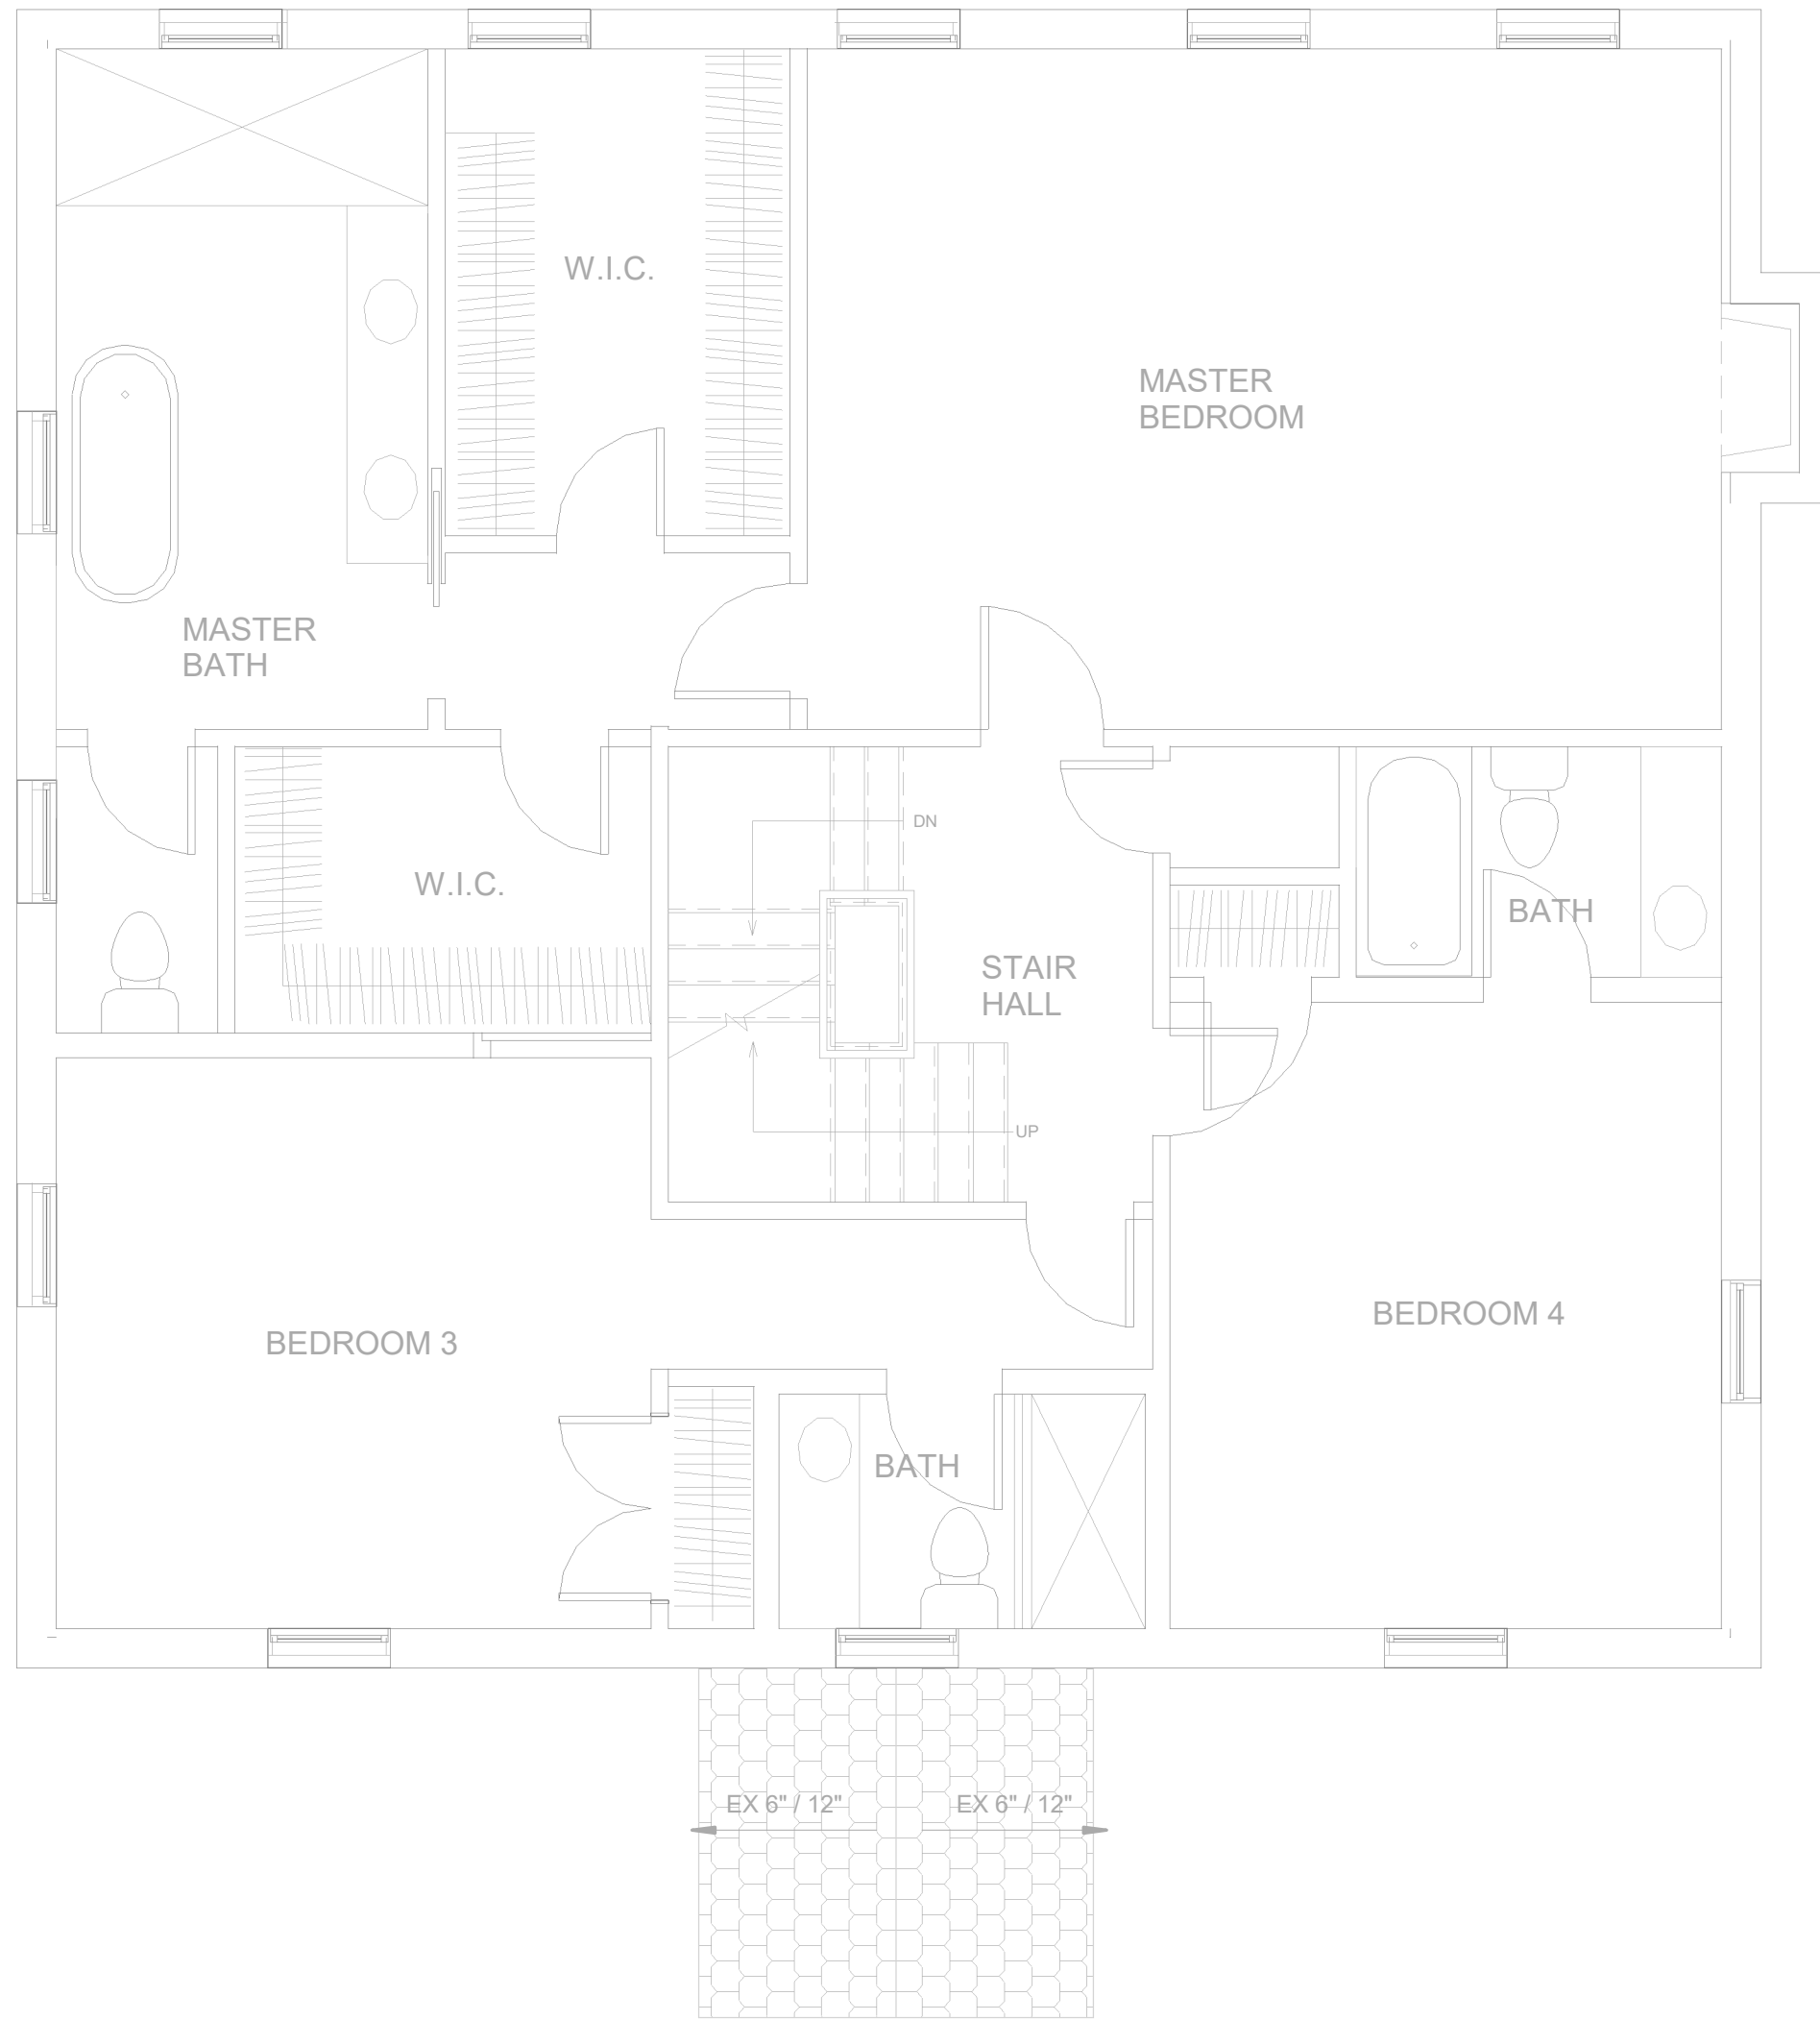 W.I.C.
MASTER
BEDROOM
MASTER
BATH
DN
W.I.C.
BATH
STAIR
HALL
UP
BEDROOM 4
BEDROOM 3
BATH
EX 6" / 12"
EX 6" / 12"